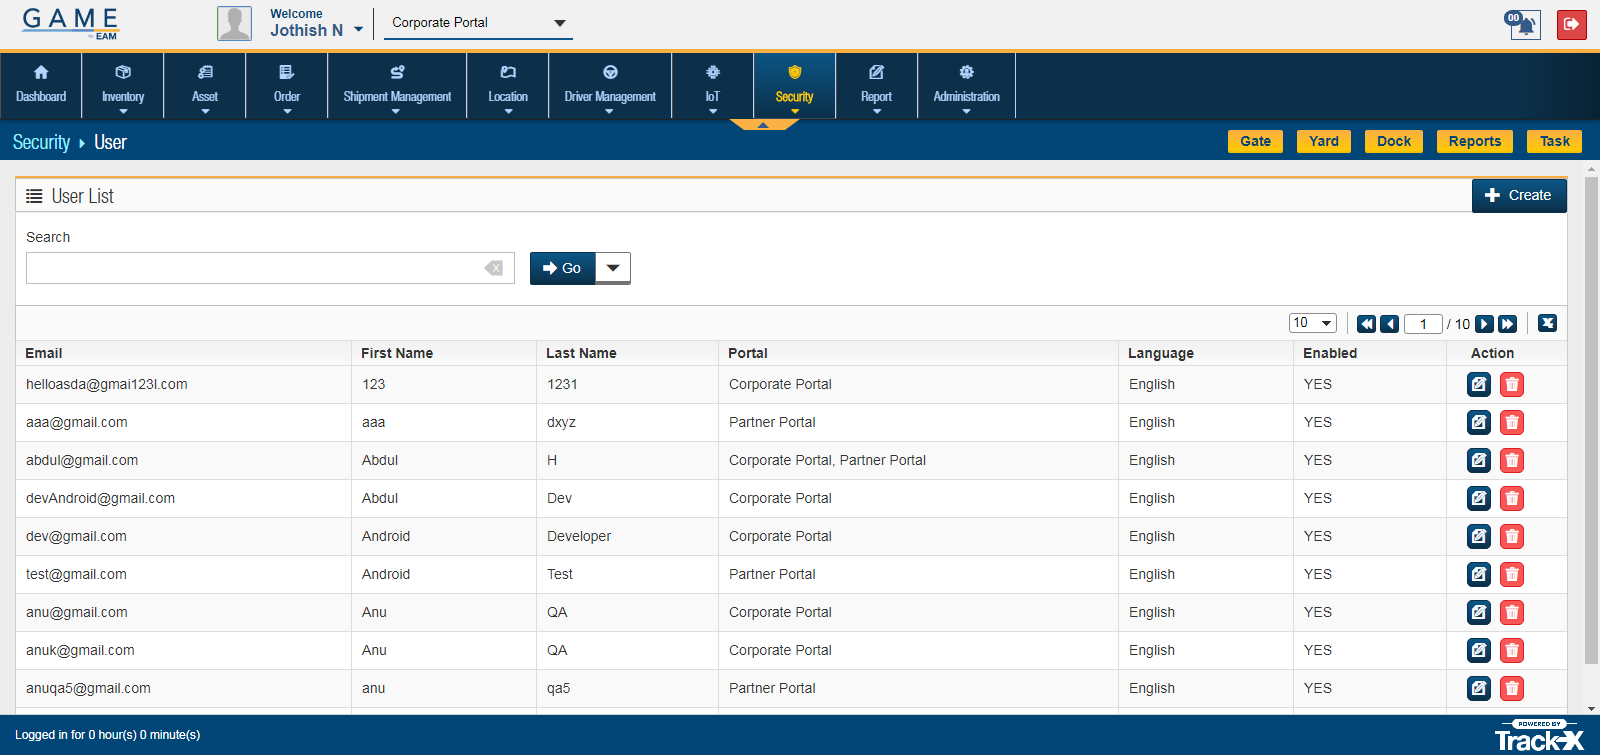 GAME
EAM
Welcome
Jothish N
Corporate Portal
00
Dashboard Inventory Asset Order Shipment Management Location Driver Management IoT Security Report Administration
Security User
Gate Yard Dock Reports Task
User List
Create
Search
X
Go
10 1 / 10
Email First Name Last Name Portal Language Enabled Action
helloasda@gmai123l.com 123 1231 Corporate Portal English YES
aaa@gmail.com aaa dxyz Partner Portal English YES
abdul@gmail.com Abdul H Corporate Portal, Partner Portal English YES
devAndroid@gmail.com Abdul Dev Corporate Portal English YES
dev@gmail.com Android Developer Corporate Portal English YES
test@gmail.com Android Test Partner Portal English YES
anu@gmail.com Anu QA Corporate Portal English YES
anuk@gmail.com Anu QA Corporate Portal English YES
anuqa5@gmail.com anu qa5 Partner Portal English YES
Logged in for 0 hour(s) 0 minute(s)
POWERED BY
Track-X